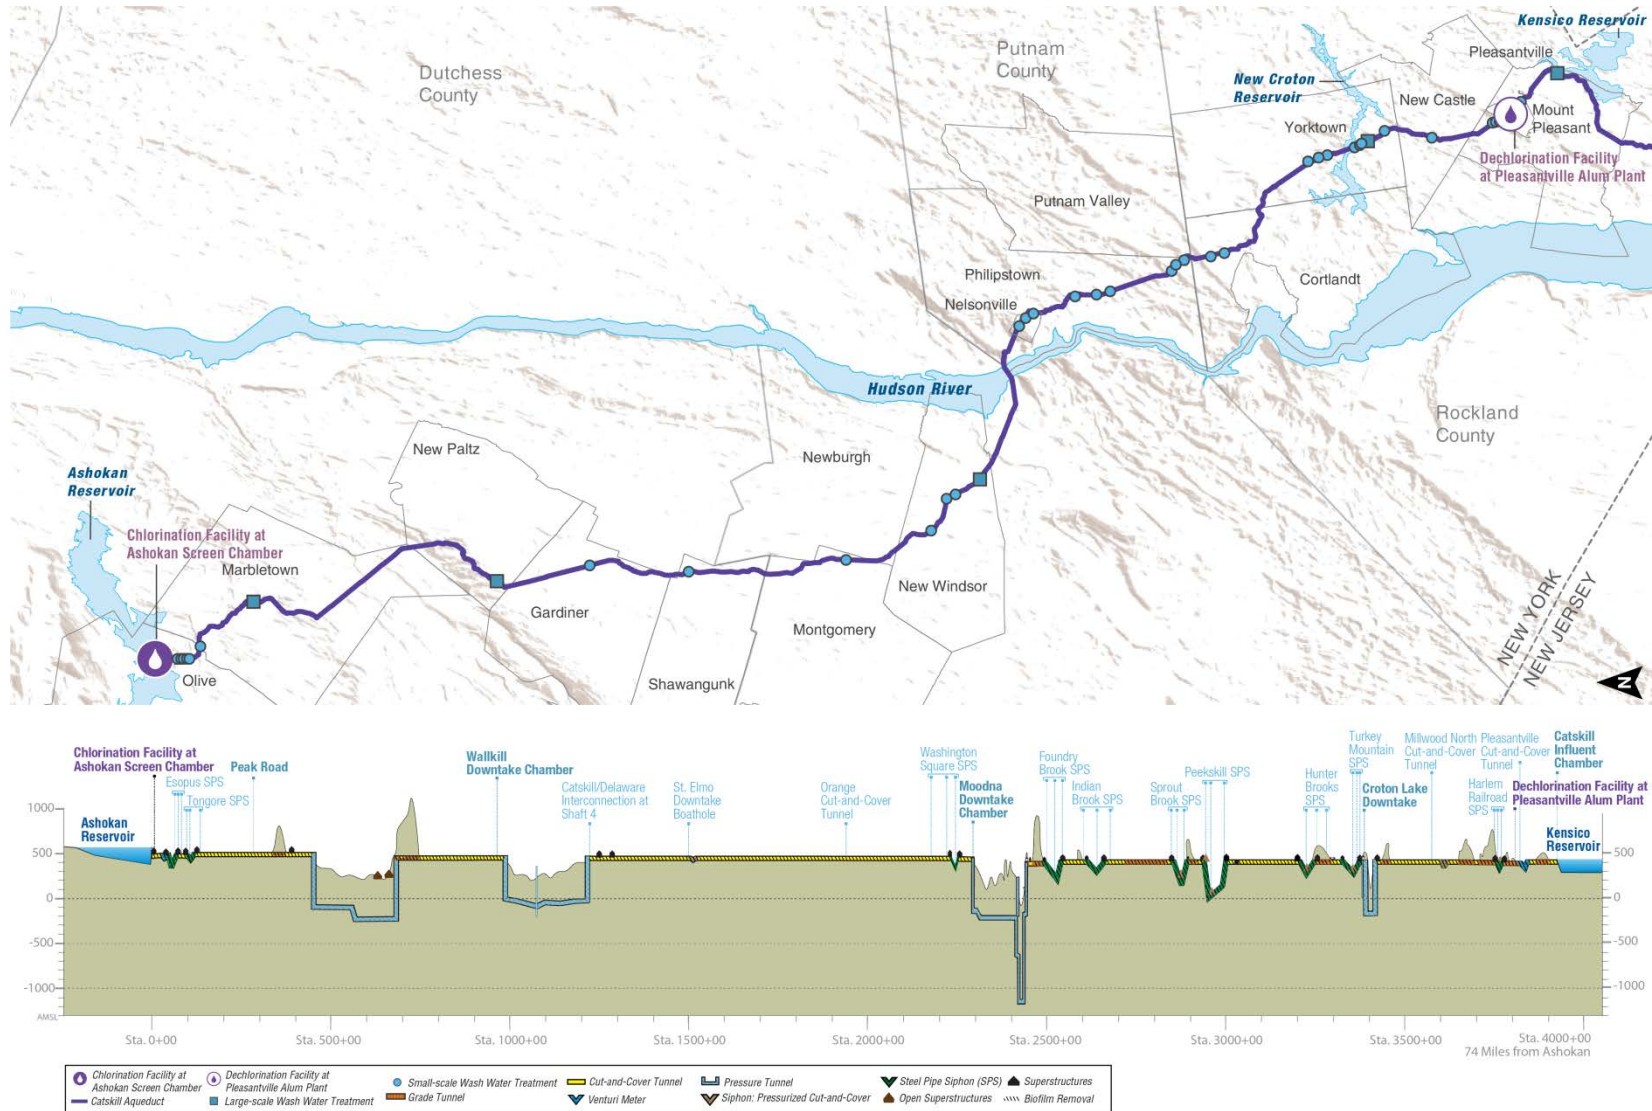 Kensico Reservoir
Pleasantville
Putnam
County
Dutchess
County
New Croton
Reservoir
New Castle
Yorktown
Mount
Pleasant
Dechlorination Facility
at Pleasantville Alum Plant
Putnam Valley
Philipstown
Cortlandt
Nelsonville
Hudson River
Rockland
County
New Paltz
Newburgh
Ashokan
Reservoir
Chlorination Facility at
Ashokan Screen Chamber
Marbletown
New Windsor
Gardiner
Montgomery
Olive
Shawangunk
NEW YORK
NEW JERSEY
N
Chlorination Facility at
Ashokan Screen Chamber
Esopus SPS
Tongore SPS
Peak Road
Wallkill
Downtake Chamber
Catskill/Delaware
Interconnection at
Shaft 4
St. Elmo
Downtake
Boathole
Orange
Cut-and-Cover
Tunnel
Washington
Square SPS
Moodna
Downtake
Chamber
Foundry
Brook SPS
Indian
Brook SPS
Sprout
Brook SPS
Peekskill SPS
Hunter
Brooks
SPS
Turkey
Mountain
SPS
Croton Lake
Downtake
Millwood North
Cut-and-Cover
Tunnel
Harlem
Railroad
SPS
Pleasantville
Cut-and-Cover
Tunnel
Catskill
Influent
Chamber
Dechlorination Facility at
Pleasantville Alum Plant
Ashokan
Reservoir
Kensico
Reservoir
1000
500
0
-500
-1000
AMSL
500
0
-500
-1000
Sta. 0+00
Sta. 500+00
Sta. 1000+00
Sta. 1500+00
Sta. 2000+00
Sta. 2500+00
Sta. 3000+00
Sta. 3500+00
Sta. 4000+00
74 Miles from Ashokan
Chlorination Facility at
Ashokan Screen Chamber
Catskill Aqueduct
Dechlorination Facility at
Pleasantville Alum Plant
Large-scale Wash Water Treatment
Small-scale Wash Water Treatment
Grade Tunnel
Cut-and-Cover Tunnel
Venturi Meter
Pressure Tunnel
Siphon: Pressurized Cut-and-Cover
Steel Pipe Siphon (SPS)
Open Superstructures
Superstructures
Biofilm Removal